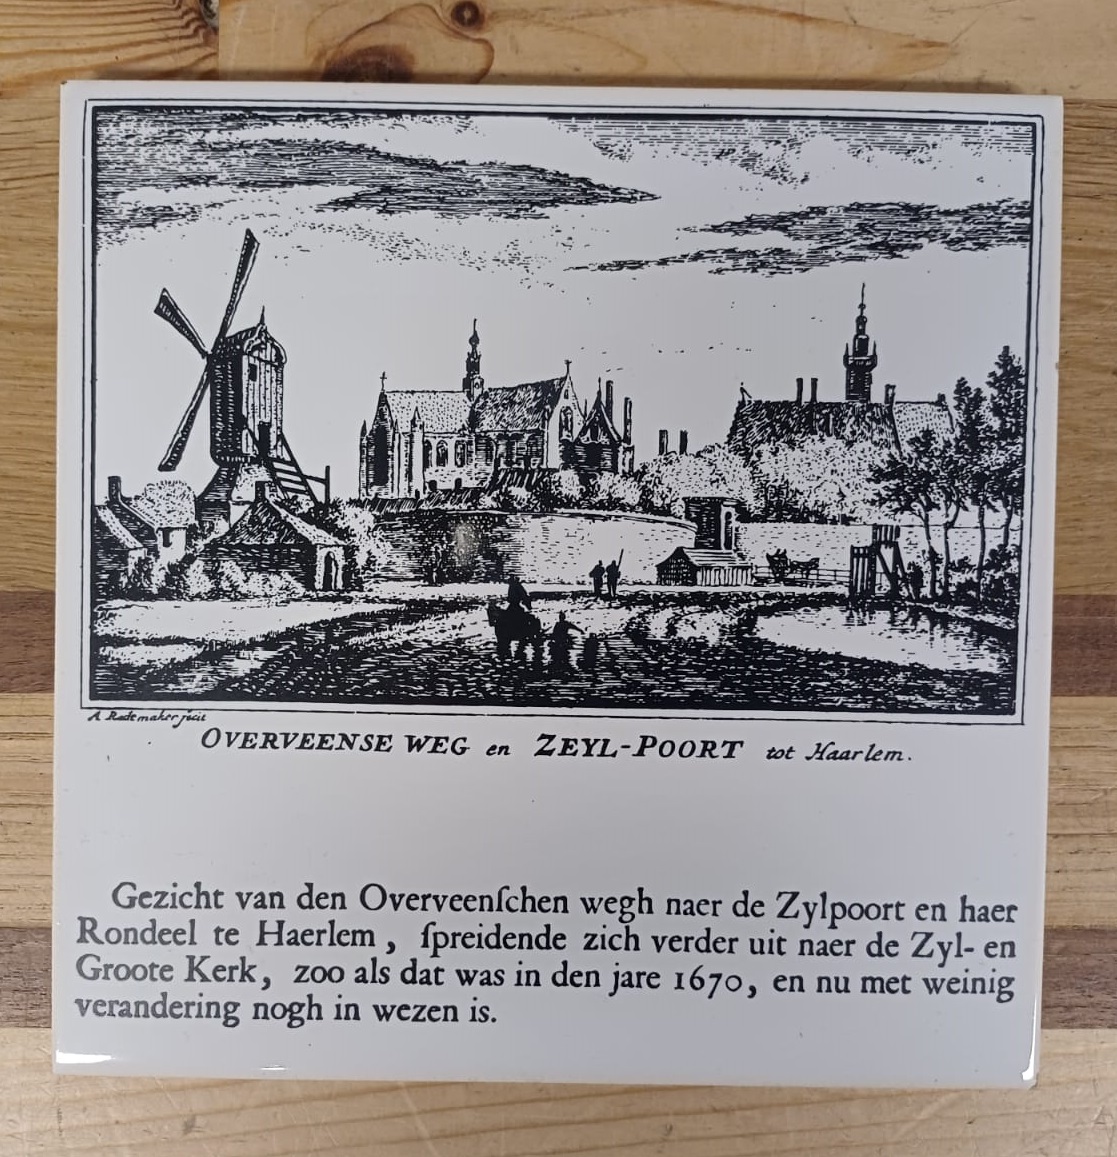 A Rademaker fecit
OVERVEENSE WEG en ZEYL-POORT tot Haarlem.
Gezicht van den Overveenſchen wegh naer de Zylpoort en haer
Rondeel te Haerlem, ſpreidende zich verder uit naer de Zyl- en
Groote Kerk, zoo als dat was in den jare 1670, en nu met weinig
verandering nogh in wezen is.